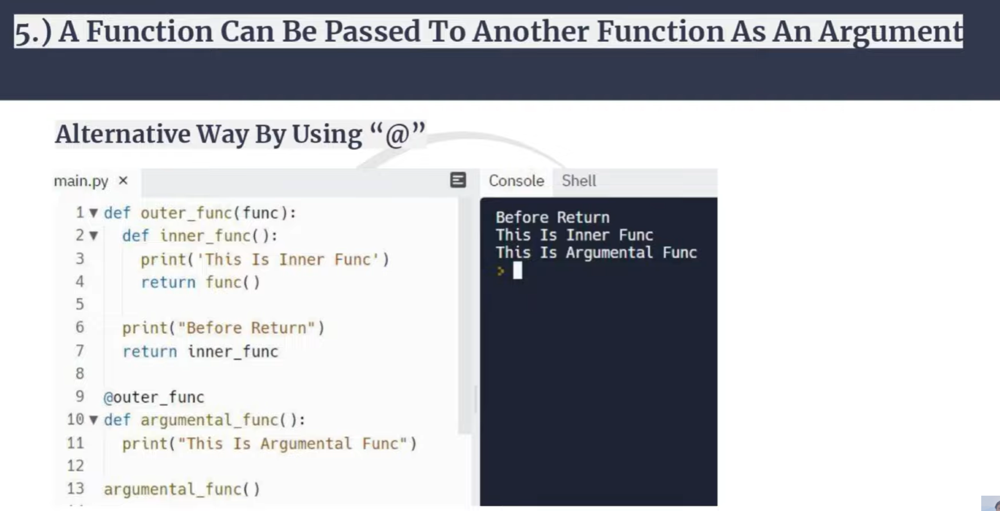 5.) A Function Can Be Passed To Another Function As An Argument
Alternative Way By Using “@”
main.py ×
1 def outer_func(func):
2 def inner_func():
3 print('This Is Inner Func')
4 return func()
5
6 print("Before Return")
7 return inner_func
8
9 @outer_func
10 def argumental_func():
11 print("This Is Argumental Func")
12
13 argumental_func()
Console Shell
Before Return
This Is Inner Func
This Is Argumental Func
>